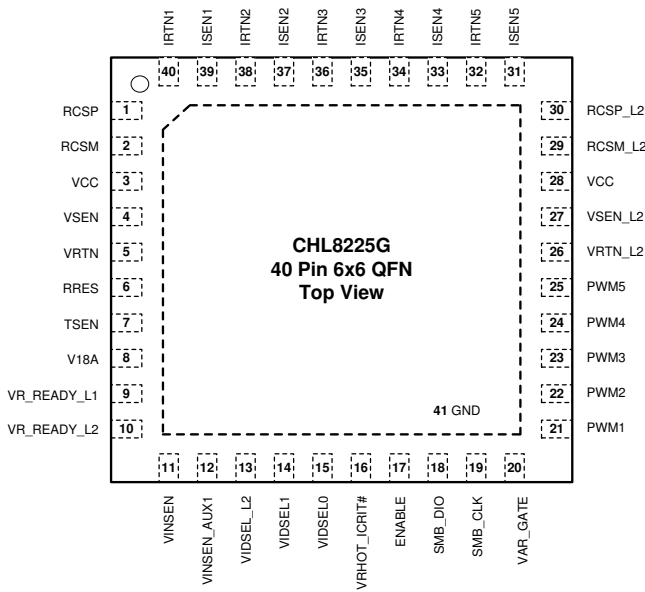 IRTN1
ISEN1
IRTN2
ISEN2
IRTN3
ISEN3
IRTN4
ISEN4
IRTN5
ISEN5
40 39 38 37 36 35 34 33 32 31
RCSP 1
RCSM 2
VCC 3
VSEN 4
VRTN 5
RRES 6
TSEN 7
V18A 8
VR_READY_L1 9
VR_READY_L2 10
CHL8225G
40 Pin 6x6 QFN
Top View
41 GND
30 RCSP_L2
29 RCSM_L2
28 VCC
27 VSEN_L2
26 VRTN_L2
25 PWM5
24 PWM4
23 PWM3
22 PWM2
21 PWM1
11 12 13 14 15 16 17 18 19 20
VINSEN
VINSEN_AUX1
VIDSEL_L2
VIDSEL1
VIDSEL0
VRHOT_ICRIT#
ENABLE
SMB_DIO
SMB_CLK
VAR_GATE